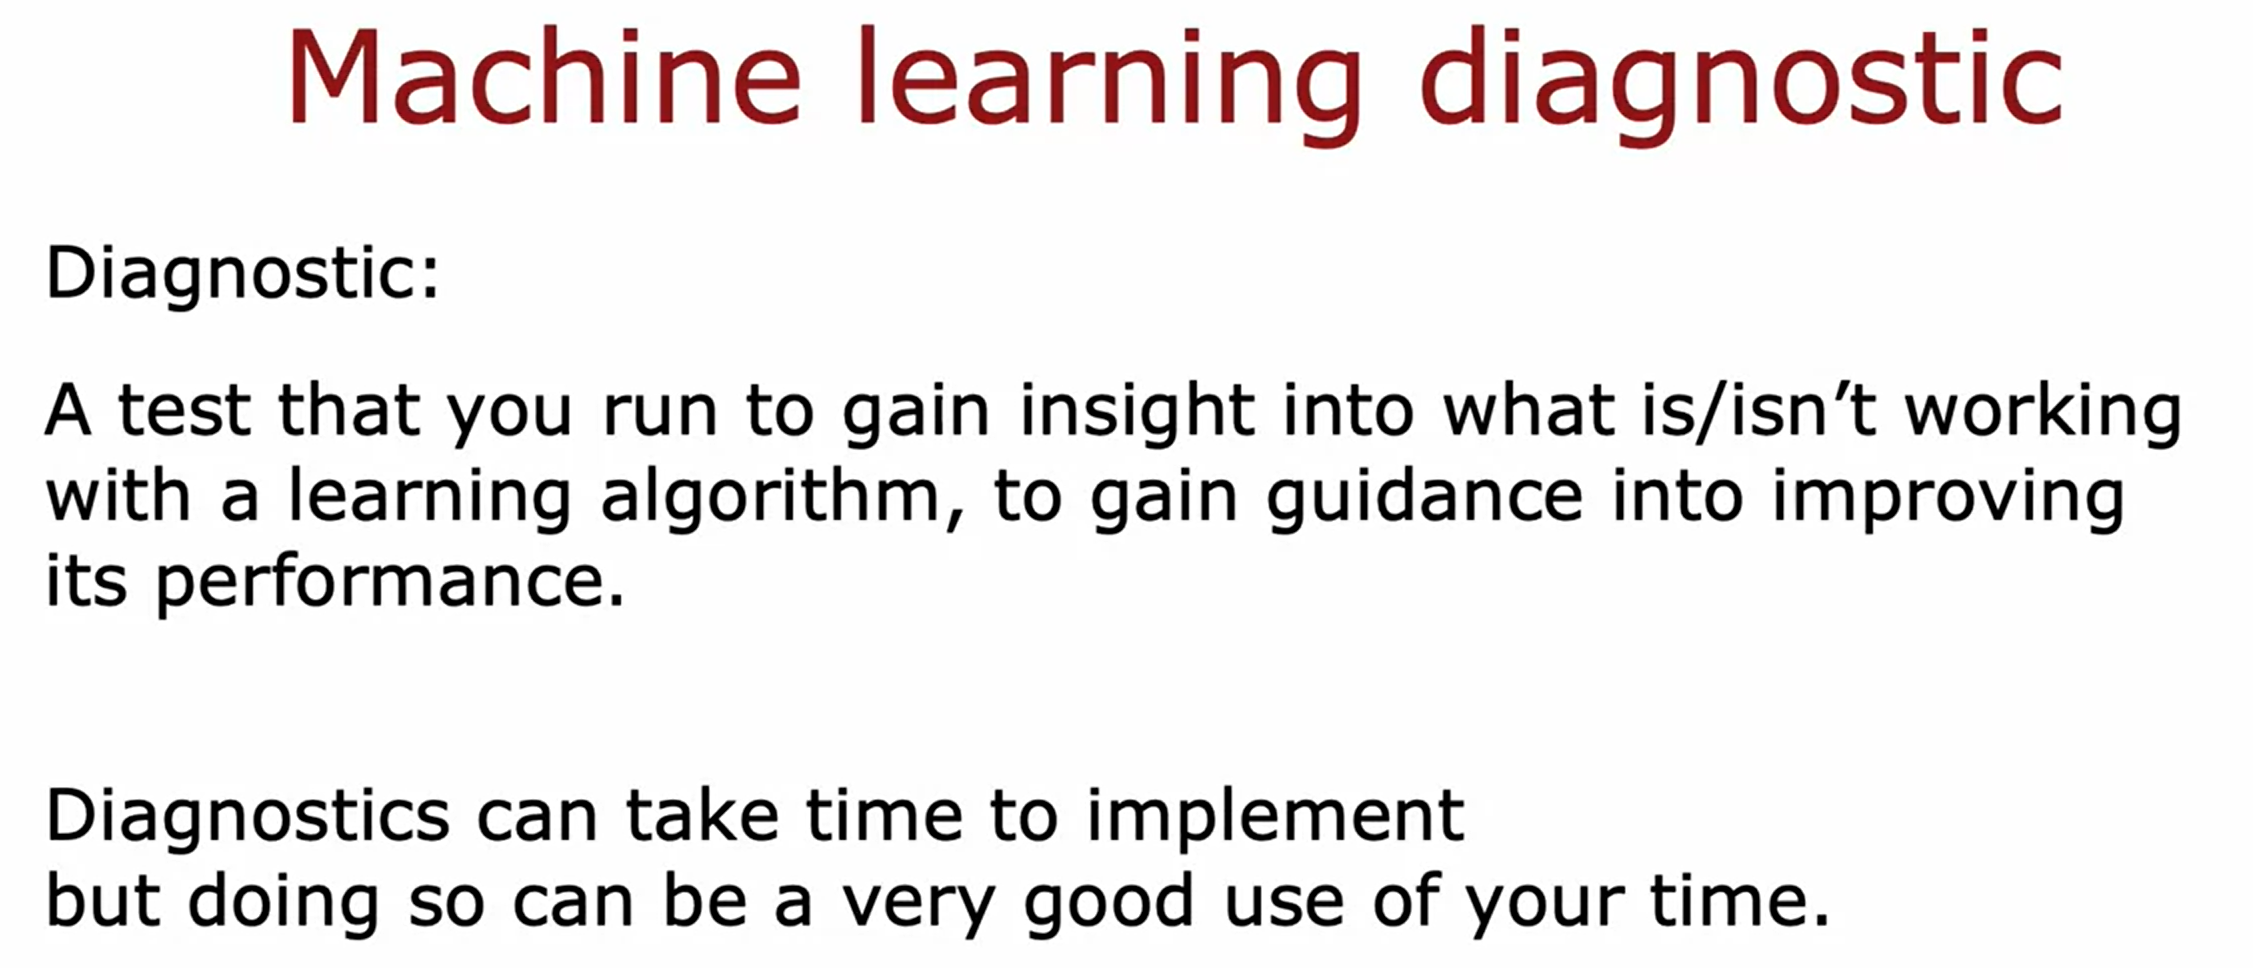 Machine learning diagnostic
Diagnostic:
A test that you run to gain insight into what is/isn’t working
with a learning algorithm, to gain guidance into improving
its performance.
Diagnostics can take time to implement
but doing so can be a very good use of your time.